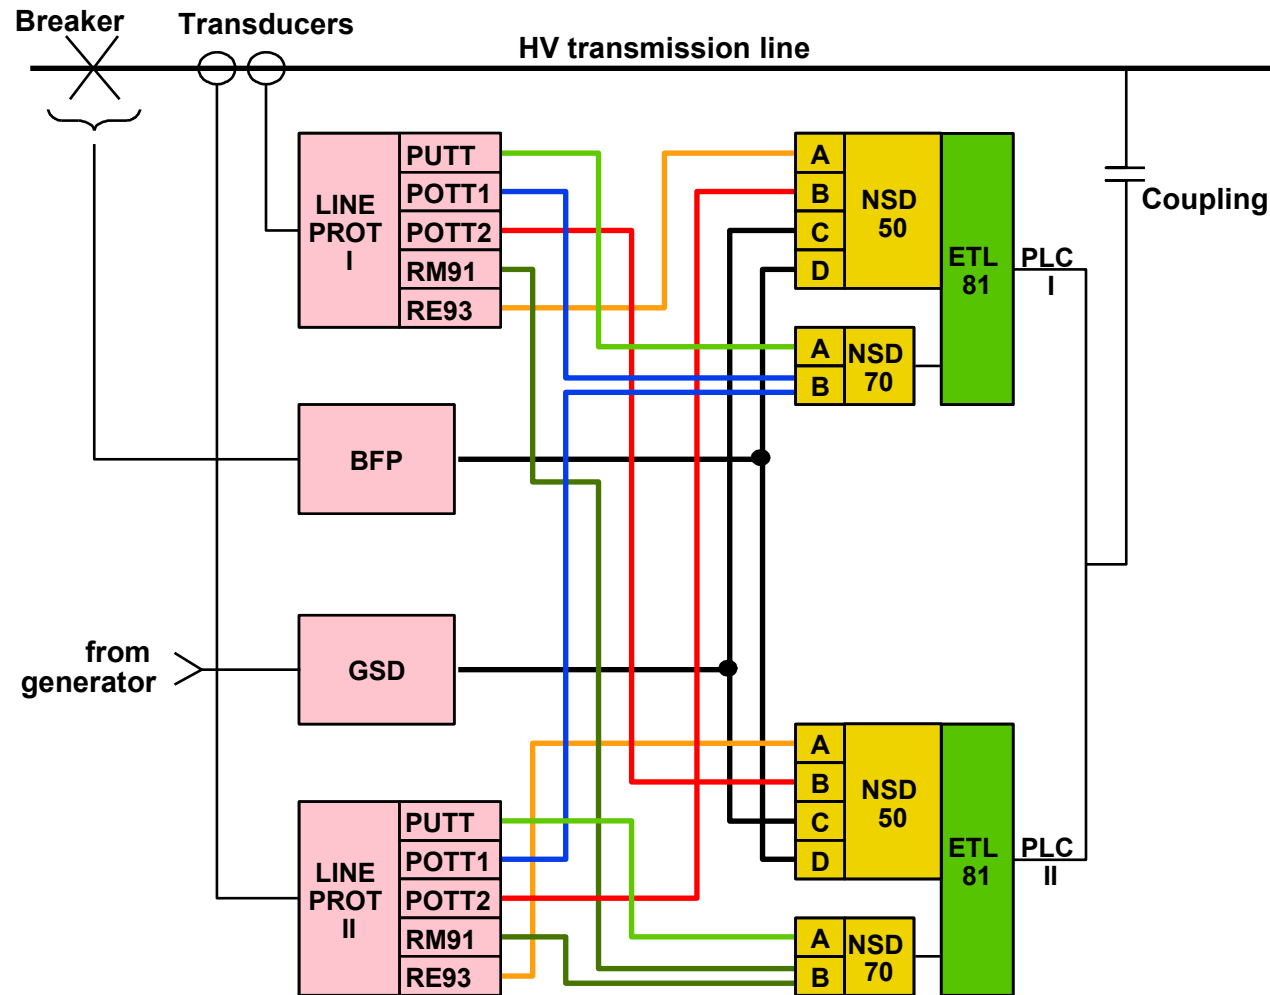 Breaker
Transducers
HV transmission line
Coupling
LINE
PROT
I
PUTT
POTT1
POTT2
RM91
RE93
A
B
C
D
NSD
50
ETL
81
PLC
I
A
B
NSD
70
BFP
from
generator
GSD
LINE
PROT
II
PUTT
POTT1
POTT2
RM91
RE93
A
B
C
D
NSD
50
ETL
81
PLC
II
A
B
NSD
70